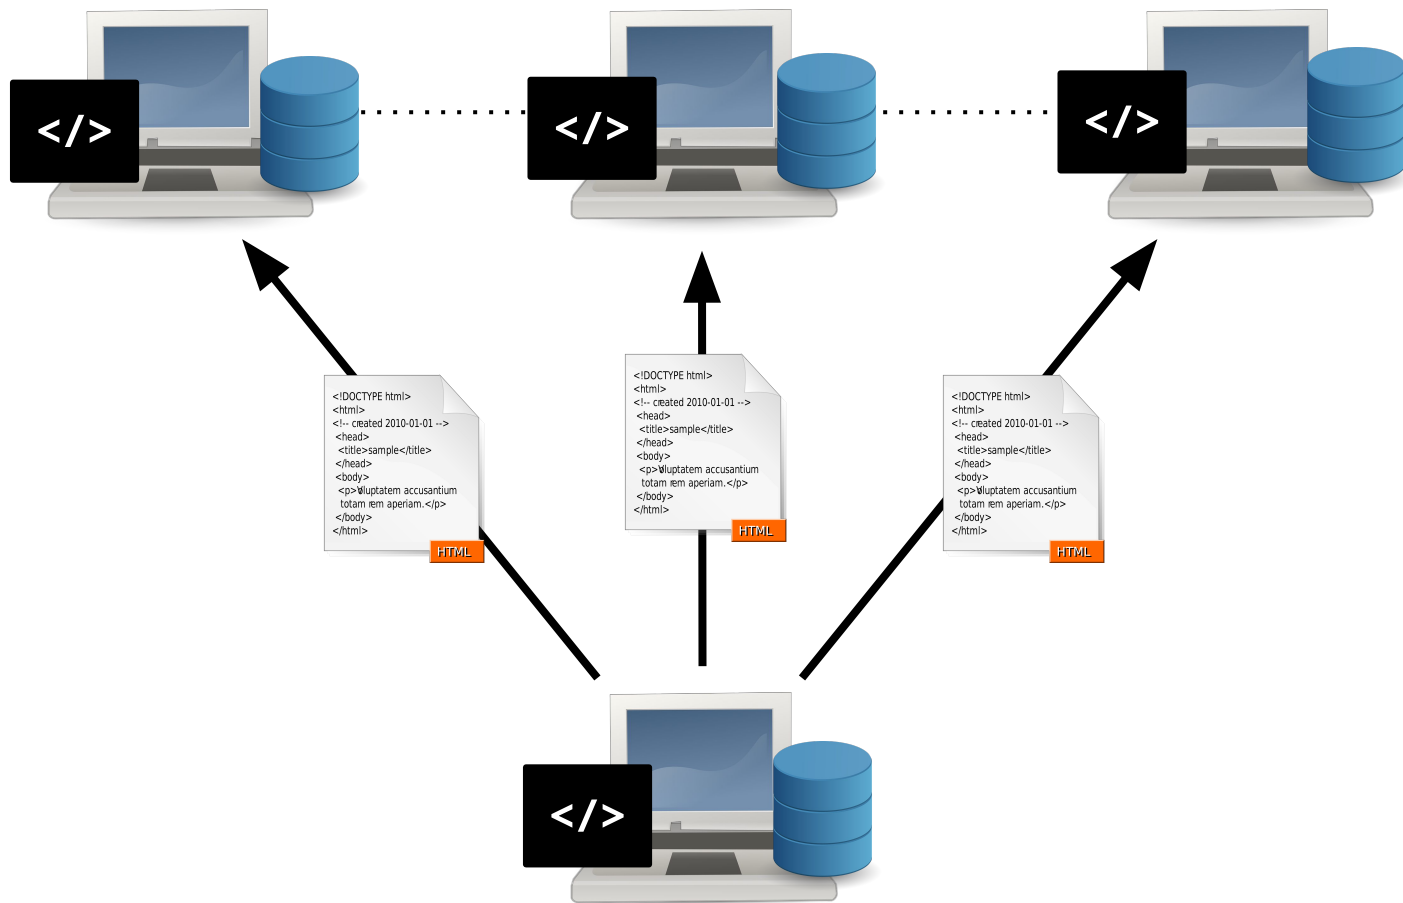 </>
</>
</>
<!DOCTYPE html>
<html>
<!-- created 2010-01-01 -->
<head>
<title>sample</title>
</head>
<body>
<p>Voluptatem accusantium
totam rem aperiam.</p>
</body>
</html>
HTML
<!DOCTYPE html>
<html>
<!-- created 2010-01-01 -->
<head>
<title>sample</title>
</head>
<body>
<p>Voluptatem accusantium
totam rem aperiam.</p>
</body>
</html>
HTML
<!DOCTYPE html>
<html>
<!-- created 2010-01-01 -->
<head>
<title>sample</title>
</head>
<body>
<p>Voluptatem accusantium
totam rem aperiam.</p>
</body>
</html>
HTML
</>